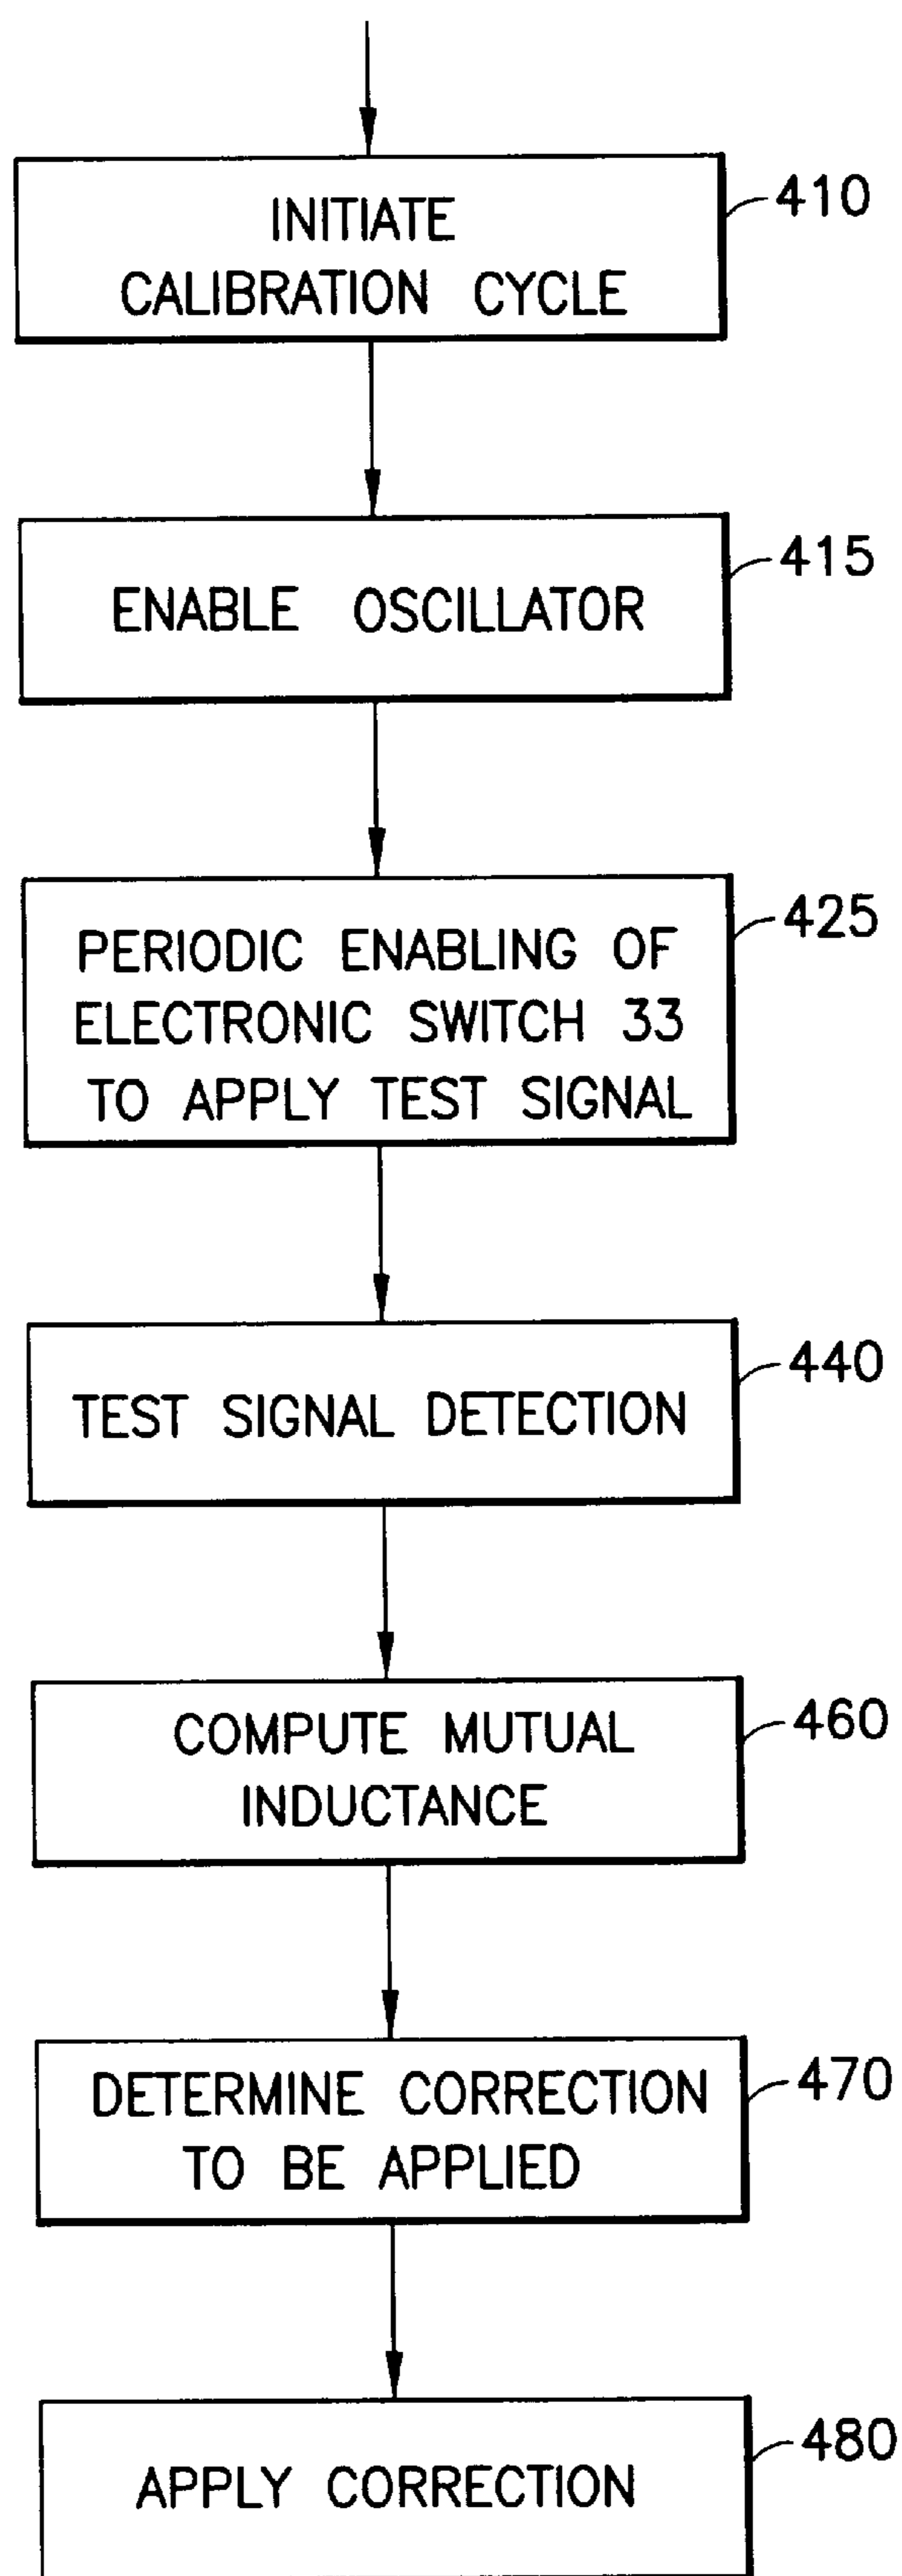 INITIATE
CALIBRATION CYCLE
410
ENABLE OSCILLATOR
415
PERIODIC ENABLING OF
ELECTRONIC SWITCH 33
TO APPLY TEST SIGNAL
425
TEST SIGNAL DETECTION
440
COMPUTE MUTUAL
INDUCTANCE
460
DETERMINE CORRECTION
TO BE APPLIED
470
APPLY CORRECTION
480